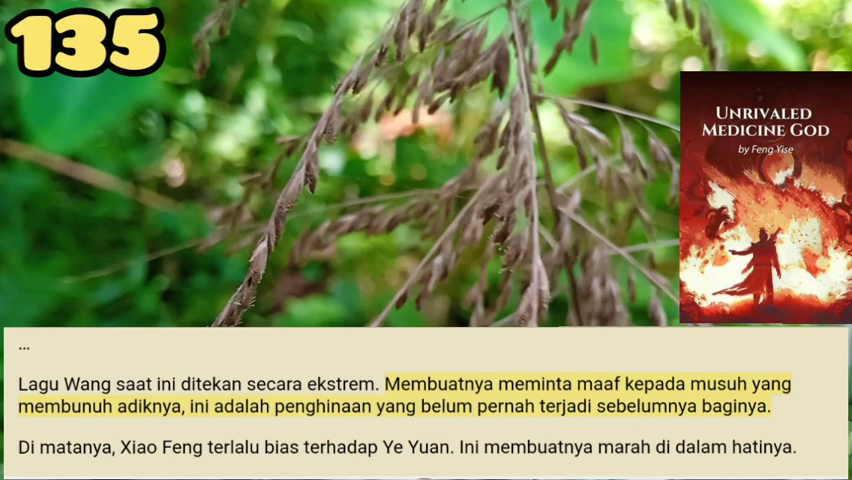 135
UNRIVALED
MEDICINE GOD
by Feng Yise
...
Lagu Wang saat ini ditekan secara ekstrem. Membuatnya meminta maaf kepada musuh yang
membunuh adiknya, ini adalah penghinaan yang belum pernah terjadi sebelumnya baginya.
Di matanya, Xiao Feng terlalu bias terhadap Ye Yuan. Ini membuatnya marah di dalam hatinya.